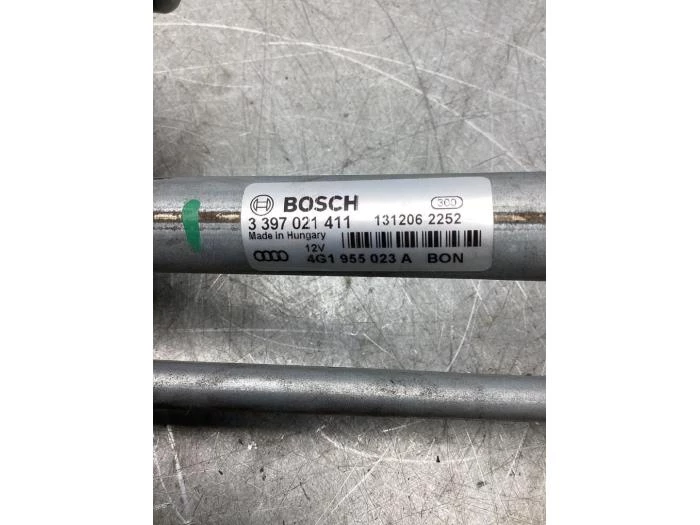 BOSCH 300
3 397 021 411 131206 2252
Made in Hungary
12V
4G1 955 023 A BON